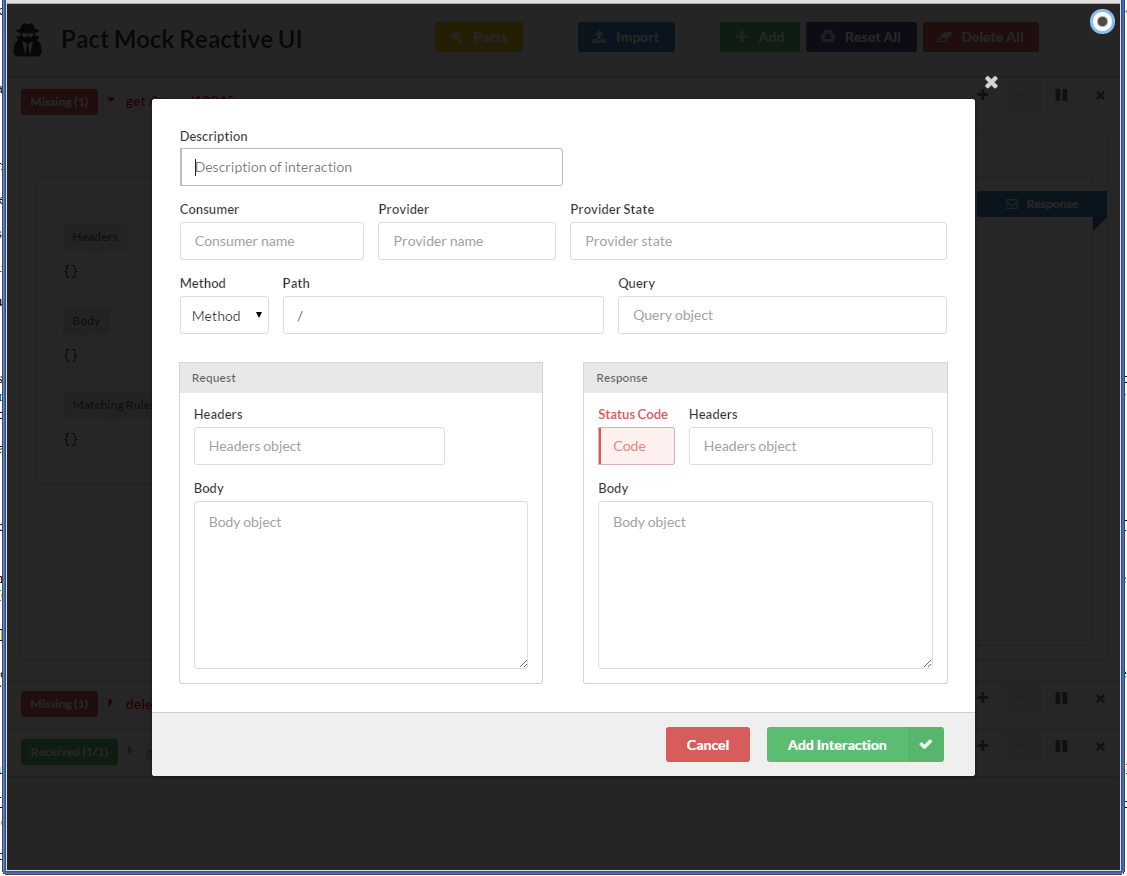 Pact Mock Reactive UI
Pacts
Import
Add
Reset All
Delete All
Missing (1)
get
Response
Headers
{}
Body
{}
Matching Rules
{}
Description
Description of interaction
Consumer
Provider
Provider State
Consumer name
Provider name
Provider state
Method
Path
Query
Method
/
Query object
Request
Headers
Headers object
Body
Body object
Response
Status Code
Headers
Code
Headers object
Body
Body object
Missing (1)
dele
Received (1/1)
Cancel
Add Interaction